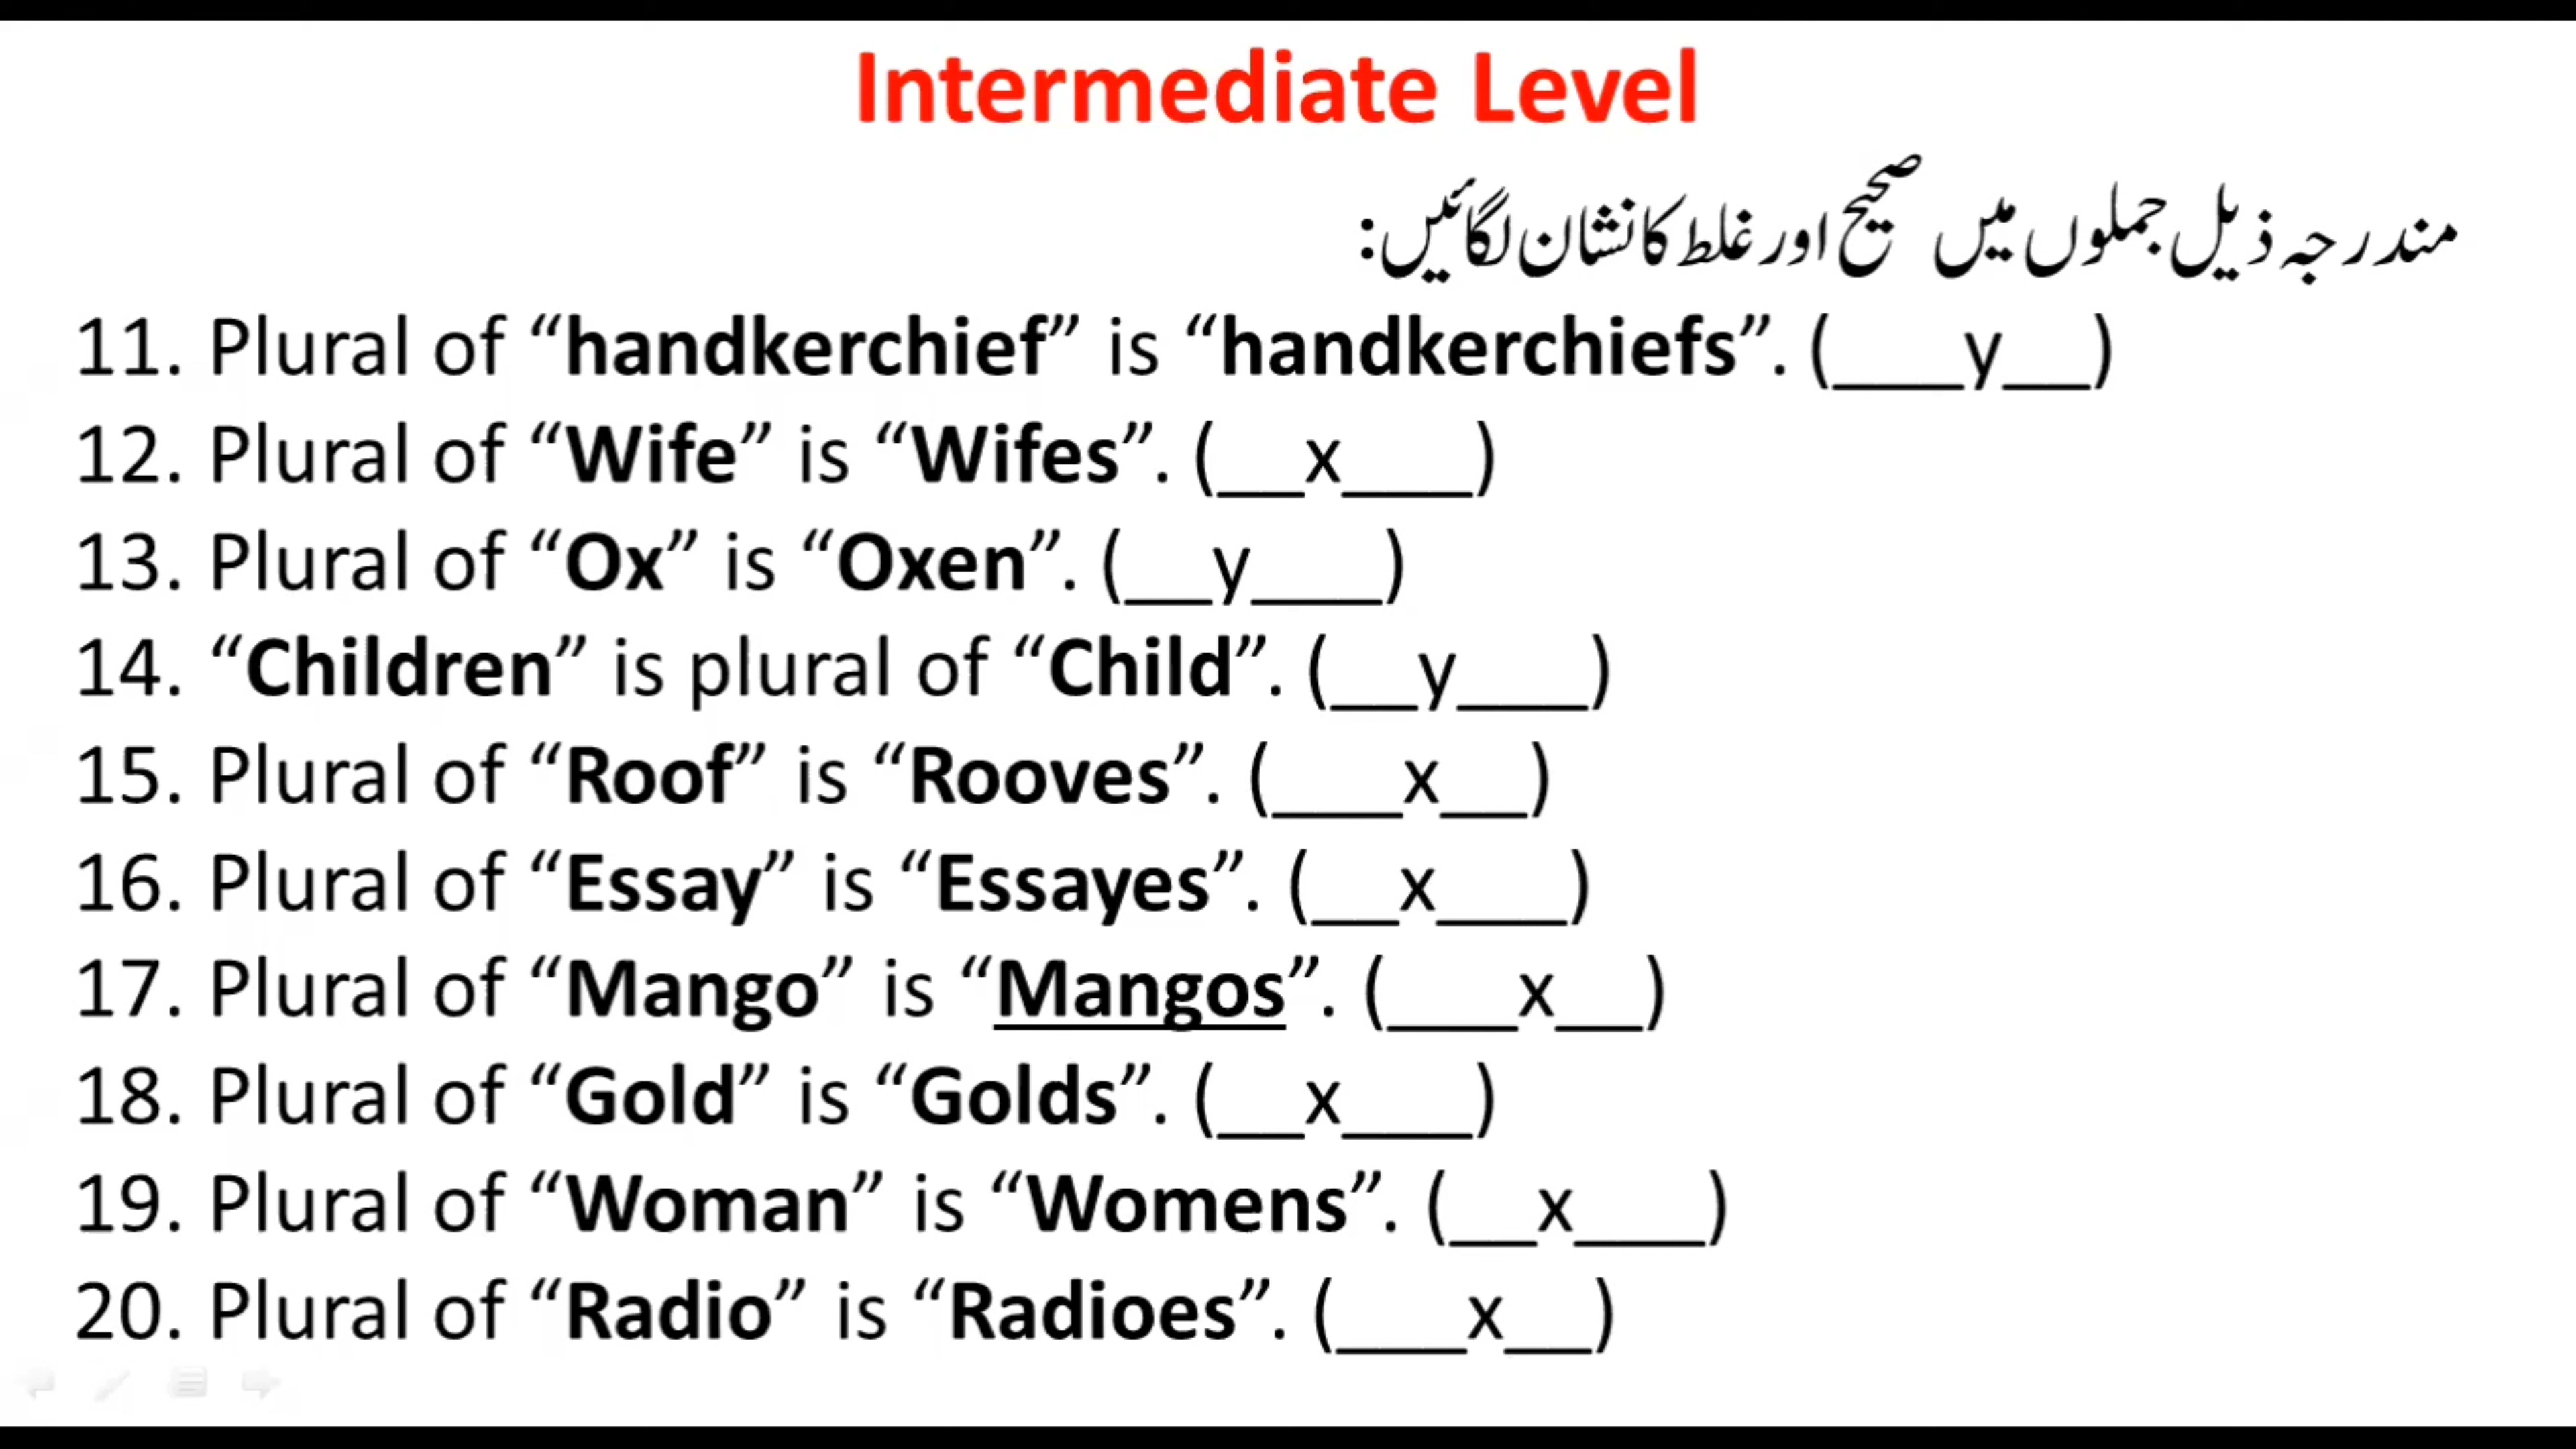 Intermediate Level
مندرجہ ذیل جملوں میں صحیح اور غلط کا نشان لگائیں:
11. Plural of “handkerchief” is “handkerchiefs”. (___y__)
12. Plural of “Wife” is “Wifes”. (__x___)
13. Plural of “Ox” is “Oxen”. (__y___)
14. “Children” is plural of “Child”. (__y___)
15. Plural of “Roof” is “Rooves”. (___x__)
16. Plural of “Essay” is “Essayes”. (__x___)
17. Plural of “Mango” is “Mangos”. (___x__)
18. Plural of “Gold” is “Golds”. (__x___)
19. Plural of “Woman” is “Womens”. (__x___)
20. Plural of “Radio” is “Radioes”. (___x__)